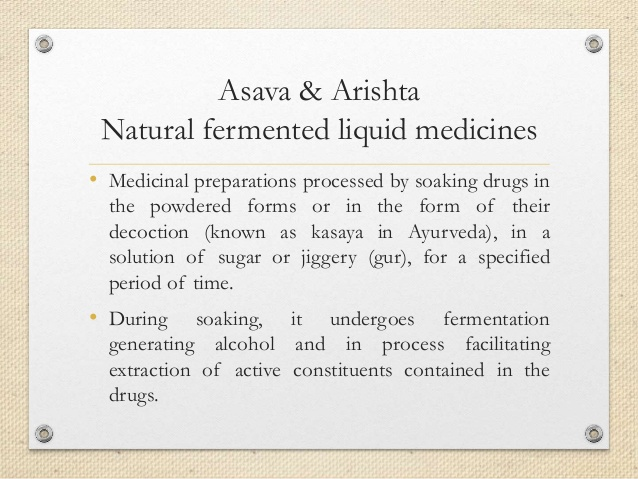 Asava & Arishta
Natural fermented liquid medicines
• Medicinal preparations processed by soaking drugs in
the powdered forms or in the form of their
decoction (known as kasaya in Ayurveda), in a
solution of sugar or jiggery (gur), for a specified
period of time.
• During soaking, it undergoes fermentation
generating alcohol and in process facilitating
extraction of active constituents contained in the
drugs.